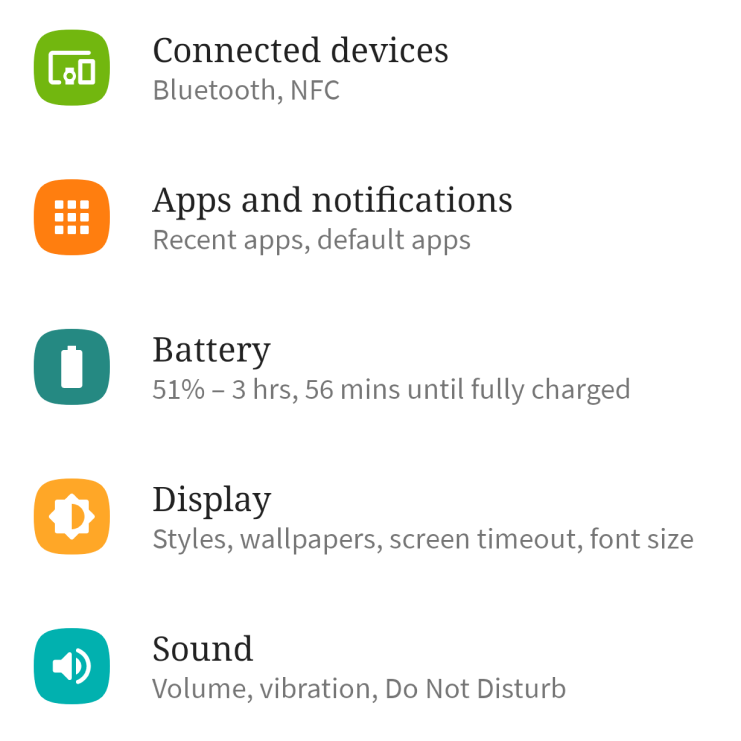 Connected devices
Bluetooth, NFC
Apps and notifications
Recent apps, default apps
Battery
51% – 3 hrs, 56 mins until fully charged
Display
Styles, wallpapers, screen timeout, font size
Sound
Volume, vibration, Do Not Disturb